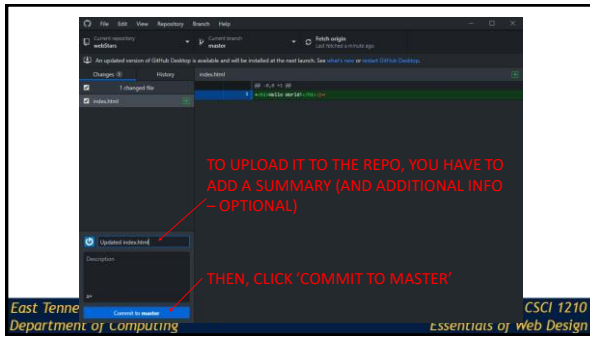 File Edit View Repository Branch Help
Current repository
webStars
Current branch
master
Fetch origin
Last fetched a minute ago
An updated version of GitHub Desktop is available and will be installed at the next launch. See what's new or restart GitHub Desktop.
Changes 1 History index.html
1 changed file
index.html
@@ -0,0 +1 @@
1 +<h1>Hello World!</h1>
TO UPLOAD IT TO THE REPO, YOU HAVE TO
ADD A SUMMARY (AND ADDITIONAL INFO
– OPTIONAL)
Updated index.html
Description
THEN, CLICK 'COMMIT TO MASTER'
Commit to master
East Tenne
CSCI 1210
Department of Computing
Essentials of Web Design